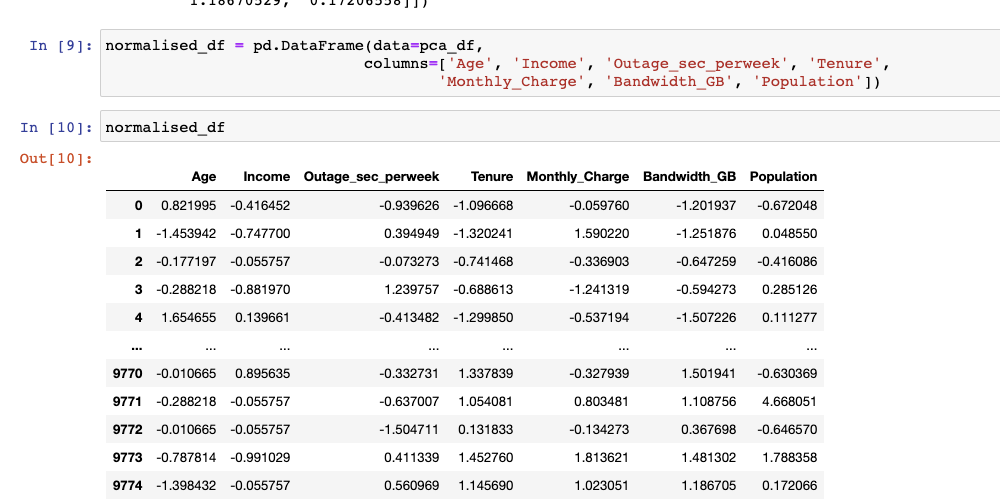 1.18670529, 0.17206558]])
In [9]: normalised_df = pd.DataFrame(data=pca_df,
columns=['Age', 'Income', 'Outage_sec_perweek', 'Tenure',
'Monthly_Charge', 'Bandwidth_GB', 'Population'])
In [10]: normalised_df
Out[10]:
Age Income Outage_sec_perweek Tenure Monthly_Charge Bandwidth_GB Population
0 0.821995 -0.416452 -0.939626 -1.096668 -0.059760 -1.201937 -0.672048
1 -1.453942 -0.747700 0.394949 -1.320241 1.590220 -1.251876 0.048550
2 -0.177197 -0.055757 -0.073273 -0.741468 -0.336903 -0.647259 -0.416086
3 -0.288218 -0.881970 1.239757 -0.688613 -1.241319 -0.594273 0.285126
4 1.654655 0.139661 -0.413482 -1.299850 -0.537194 -1.507226 0.111277
... ... ... ... ... ... ... ...
9770 -0.010665 0.895635 -0.332731 1.337839 -0.327939 1.501941 -0.630369
9771 -0.288218 -0.055757 -0.637007 1.054081 0.803481 1.108756 4.668051
9772 -0.010665 -0.055757 -1.504711 0.131833 -0.134273 0.367698 -0.646570
9773 -0.787814 -0.991029 0.411339 1.452760 1.813621 1.481302 1.788358
9774 -1.398432 -0.055757 0.560969 1.145690 1.023051 1.186705 0.172066